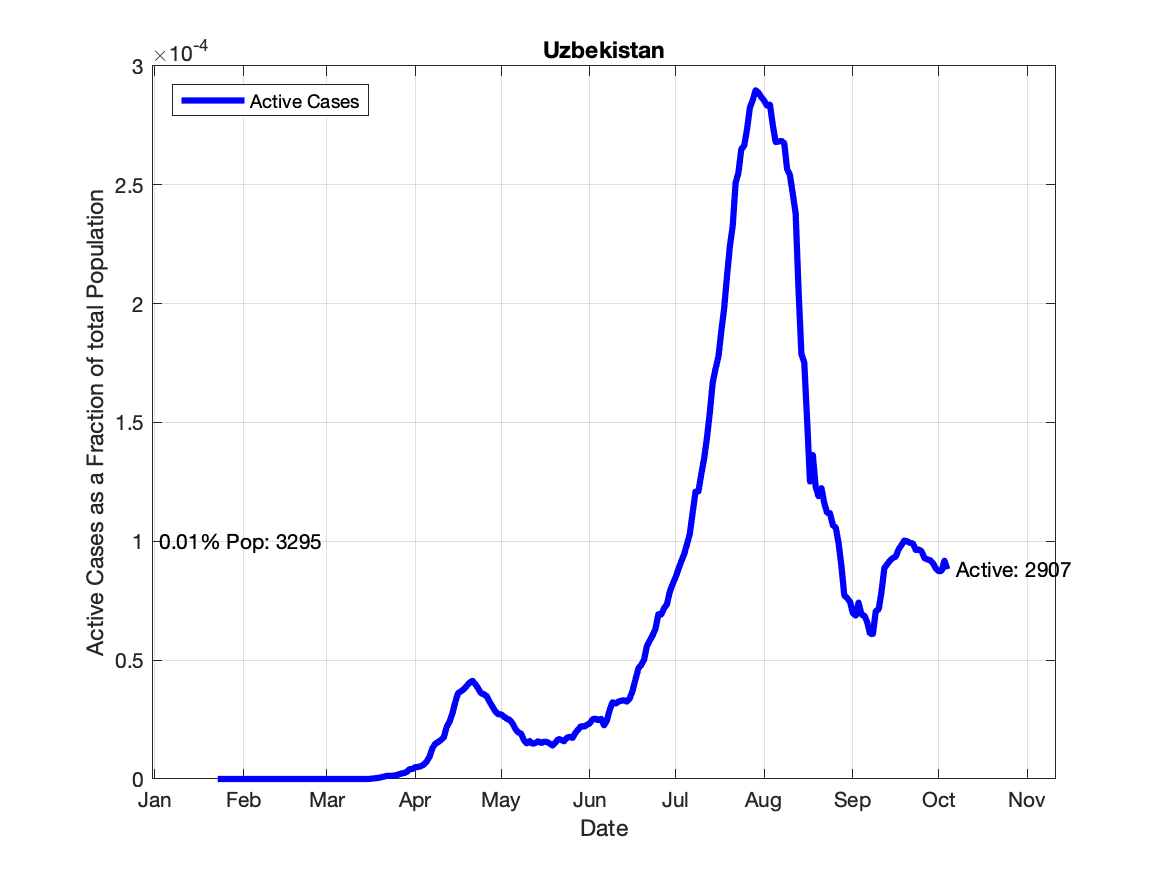 Uzbekistan
×10-4
Active Cases
3
2.5
2
1.5
1
0.5
0
0.01% Pop: 3295
Active: 2907
Active Cases as a Fraction of total Population
Jan Feb Mar Apr May Jun Jul Aug Sep Oct Nov
Date